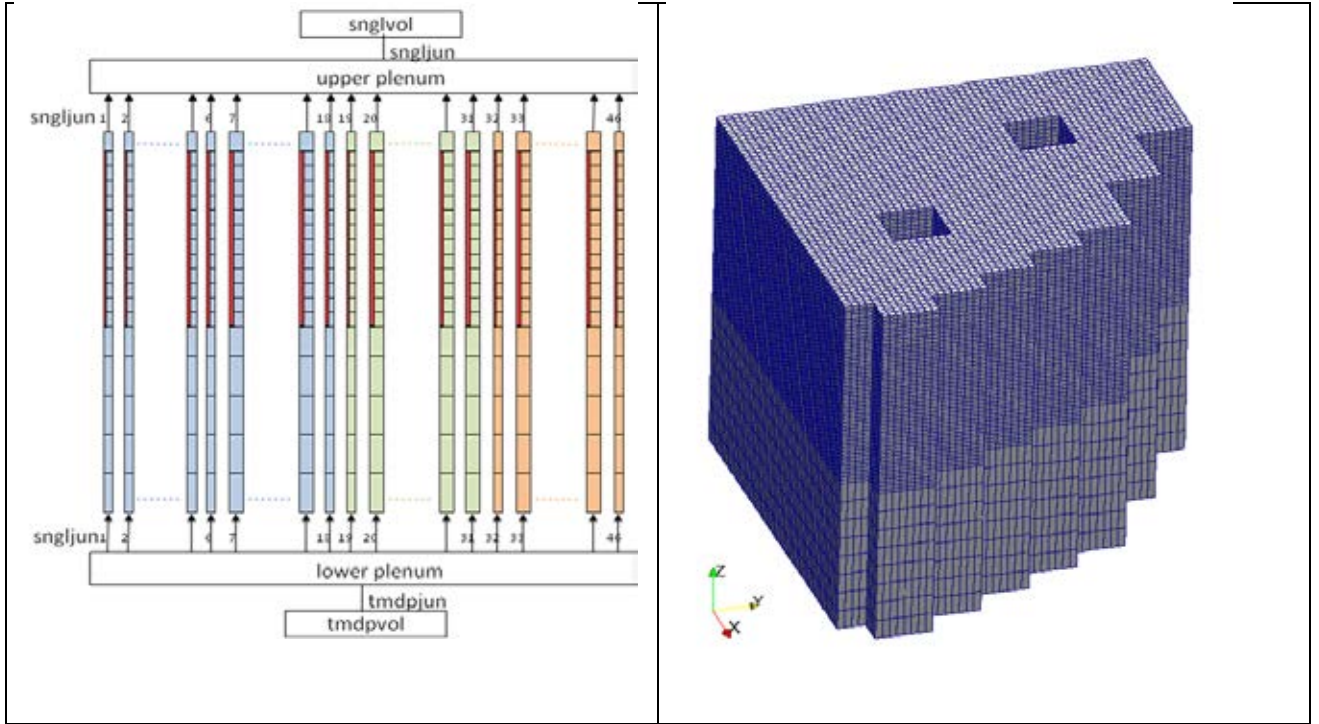 snglvol
sngljun
upper plenum
sngljun 1 2 6 7 18 19 20 31 32 33 46
sngljun 1 2 6 7 18 19 20 31 32 33 46
lower plenum
tmdpjun
tmdpvol
Z
Y
X